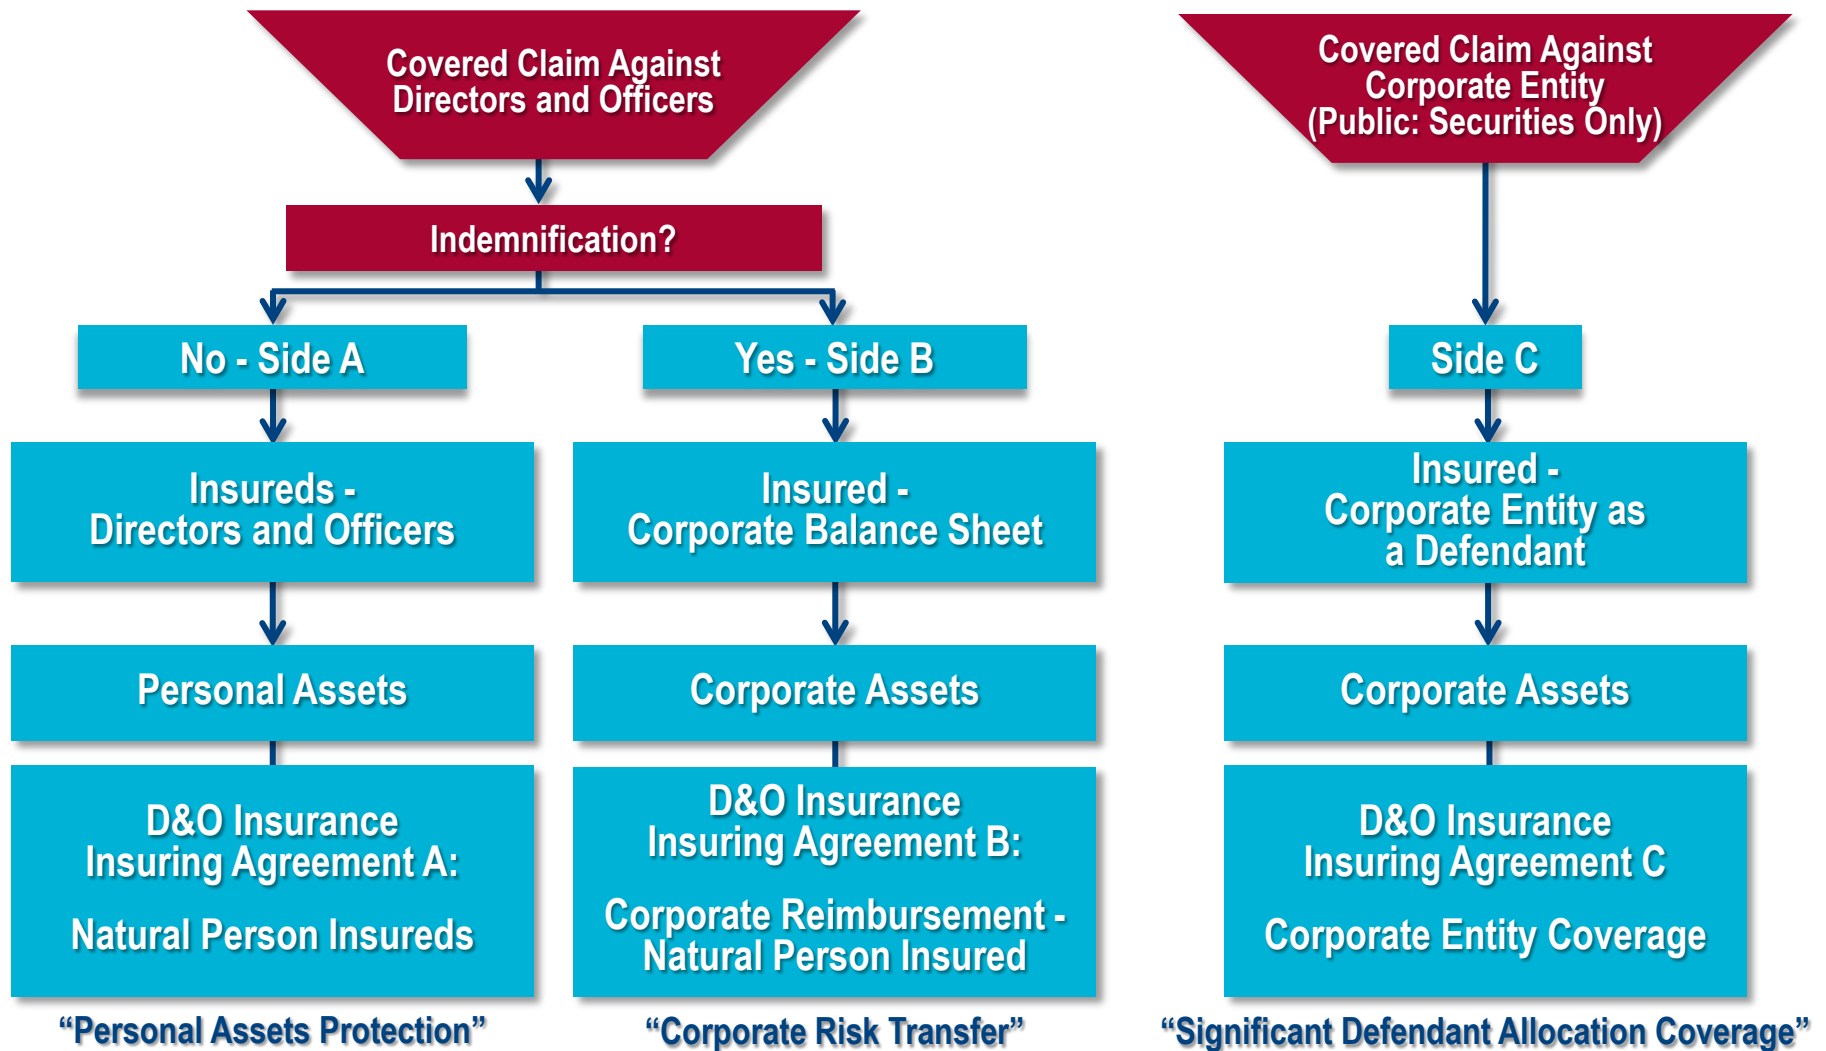 Covered Claim Against
Directors and Officers
Covered Claim Against
Corporate Entity
(Public: Securities Only)
Indemnification?
No - Side A
Yes - Side B
Side C
Insureds -
Directors and Officers
Insured -
Corporate Balance Sheet
Insured -
Corporate Entity as
a Defendant
Personal Assets
Corporate Assets
Corporate Assets
D&O Insurance
Insuring Agreement A:
Natural Person Insureds
D&O Insurance
Insuring Agreement B:
Corporate Reimbursement -
Natural Person Insured
D&O Insurance
Insuring Agreement C
Corporate Entity Coverage
“Personal Assets Protection”
“Corporate Risk Transfer”
“Significant Defendant Allocation Coverage”